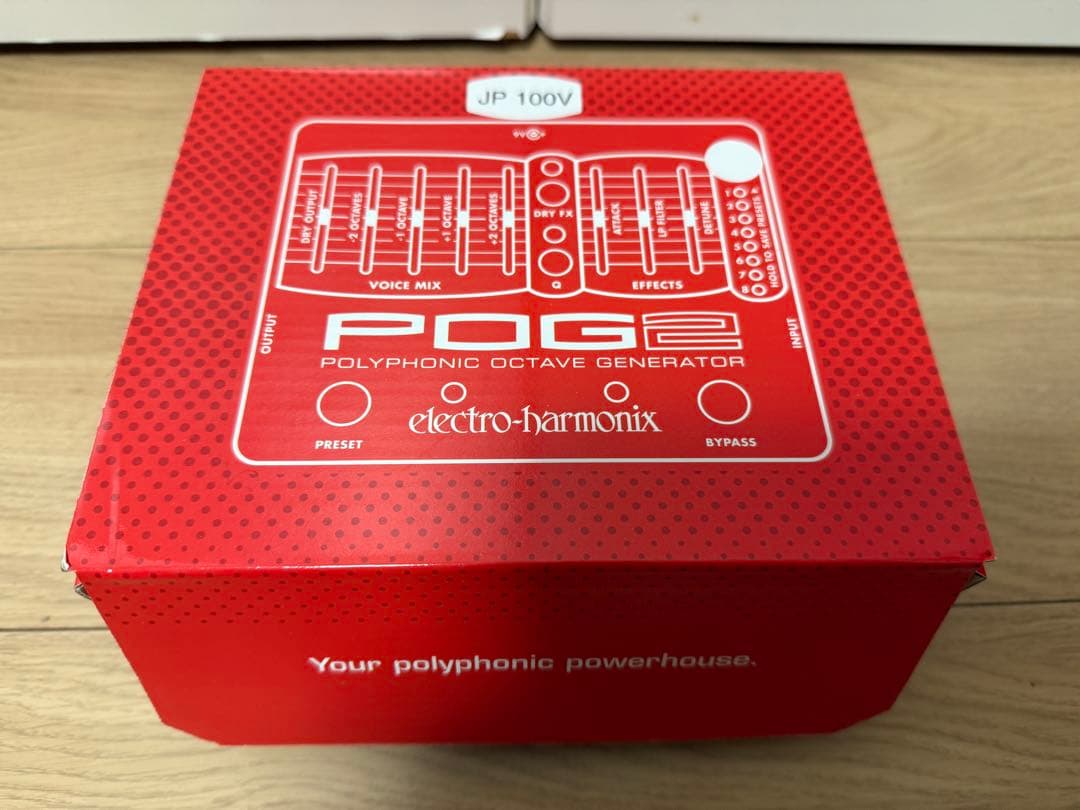 JP 100V
DRY OUTPUT
-2 OCTAVES
-1 OCTAVE
+1 OCTAVE
+2 OCTAVES
DRY FX
Q
ATTACK
LP FILTER
DETUNE
1
2
3
4
5
6
7
8
HOLD TO SAVE PRESETS
VOICE MIX
EFFECTS
OUTPUT
INPUT
POG2
POLYPHONIC OCTAVE GENERATOR
electro-harmonix
PRESET
BYPASS
Your polyphonic powerhouse.